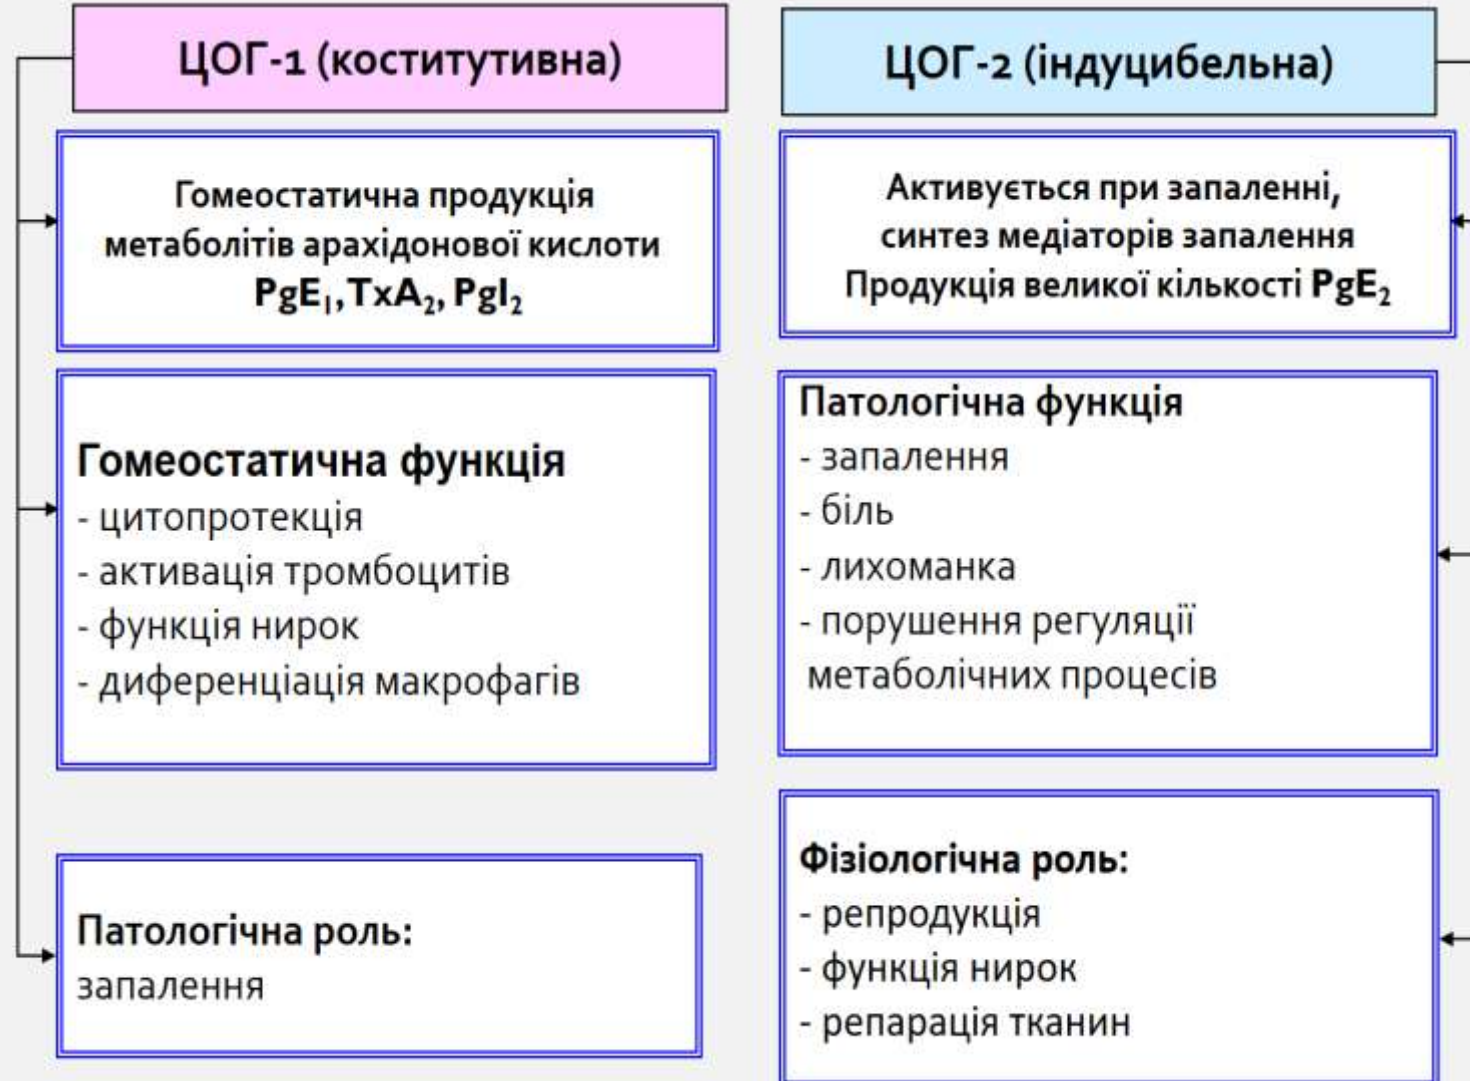 ЦОГ-1 (коститутивна)
Гомеостатична продукція
метаболітів арахідонової кислоти
PgE₁, TxA₂, PgI₂
Гомеостатична функція
- цитопротекція
- активація тромбоцитів
- функція нирок
- диференціація макрофагів
Патологічна роль:
запалення
ЦОГ-2 (індуцибельна)
Активується при запаленні,
синтез медіаторів запалення
Продукція великої кількості PgE₂
Патологічна функція
- запалення
- біль
- лихоманка
- порушення регуляції
метаболічних процесів
Фізіологічна роль:
- репродукція
- функція нирок
- репарація тканин